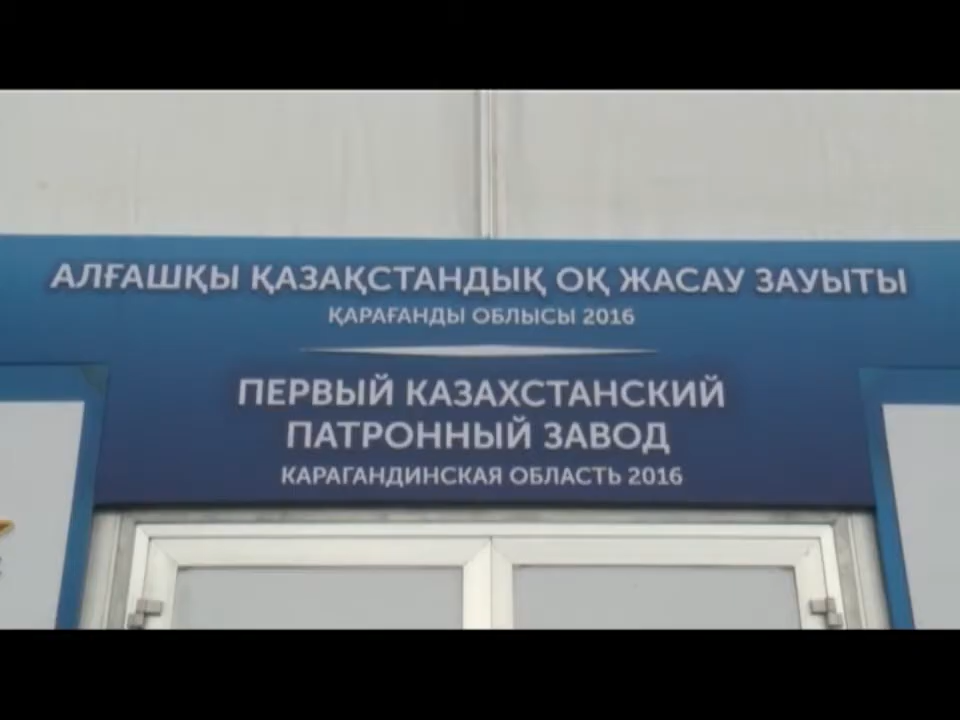 АЛҒАШҚЫ ҚАЗАҚСТАНДЫҚ ОҚ ЖАСАУ ЗАУЫТЫ
ҚАРАҒАНДЫ ОБЛЫСЫ 2016
ПЕРВЫЙ КАЗАХСТАНСКИЙ
ПАТРОННЫЙ ЗАВОД
КАРАГАНДИНСКАЯ ОБЛАСТЬ 2016